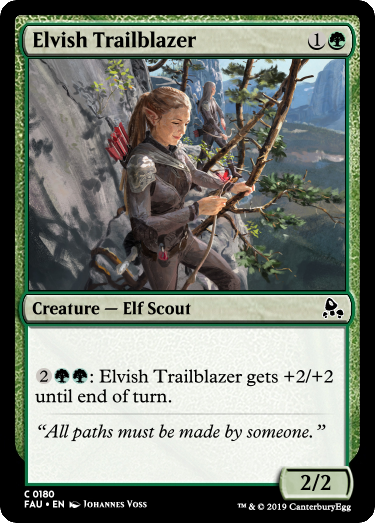 Elvish Trailblazer 1
Creature — Elf Scout
2: Elvish Trailblazer gets +2/+2
until end of turn.
“All paths must be made by someone.”
2/2
C 0180
FAU • EN JOHANNES VOSS
™ & © 2019 CanterburyEgg